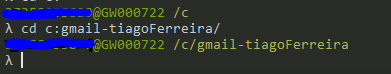 @GW000722 /c
λ cd c:gmail-tiagoFerreira/
@GW000722 /c/gmail-tiagoFerreira
λ